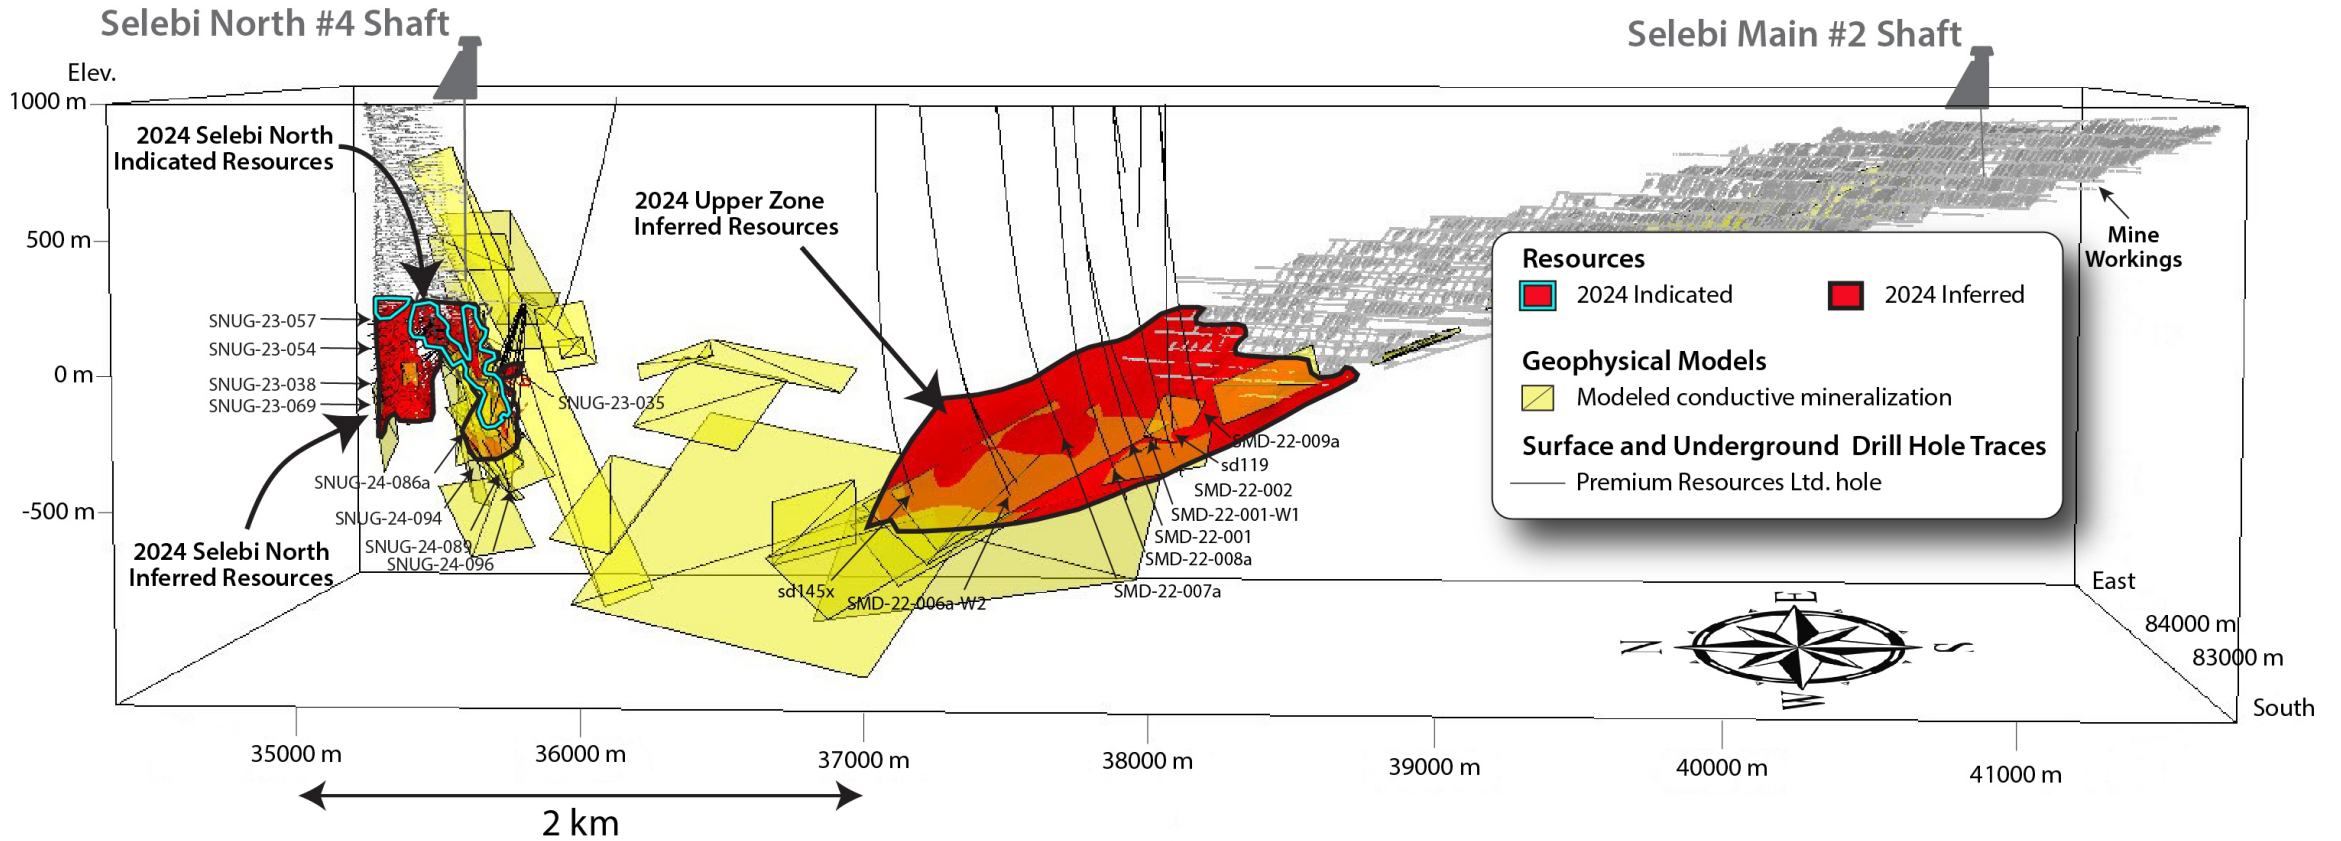 Selebi North #4 Shaft
Selebi Main #2 Shaft
Elev.
1000 m
500 m
0 m
-500 m
2024 Selebi North
Indicated Resources
2024 Upper Zone
Inferred Resources
SNUG-23-057
SNUG-23-054
SNUG-23-038
SNUG-23-069
SNUG-23-035
SNUG-24-086a
SNUG-24-094
SNUG-24-089
SNUG-24-096
2024 Selebi North
Inferred Resources
sd145x
SMD-22-006a-W2
SMD-22-009a
sd119
SMD-22-002
SMD-22-001-W1
SMD-22-001
SMD-22-008a
SMD-22-007a
Mine
Workings
Resources
2024 Indicated
2024 Inferred
Geophysical Models
Modeled conductive mineralization
Surface and Underground Drill Hole Traces
Premium Resources Ltd. hole
East
84000 m
83000 m
South
E
N
S
W
35000 m
36000 m
37000 m
38000 m
39000 m
40000 m
41000 m
2 km